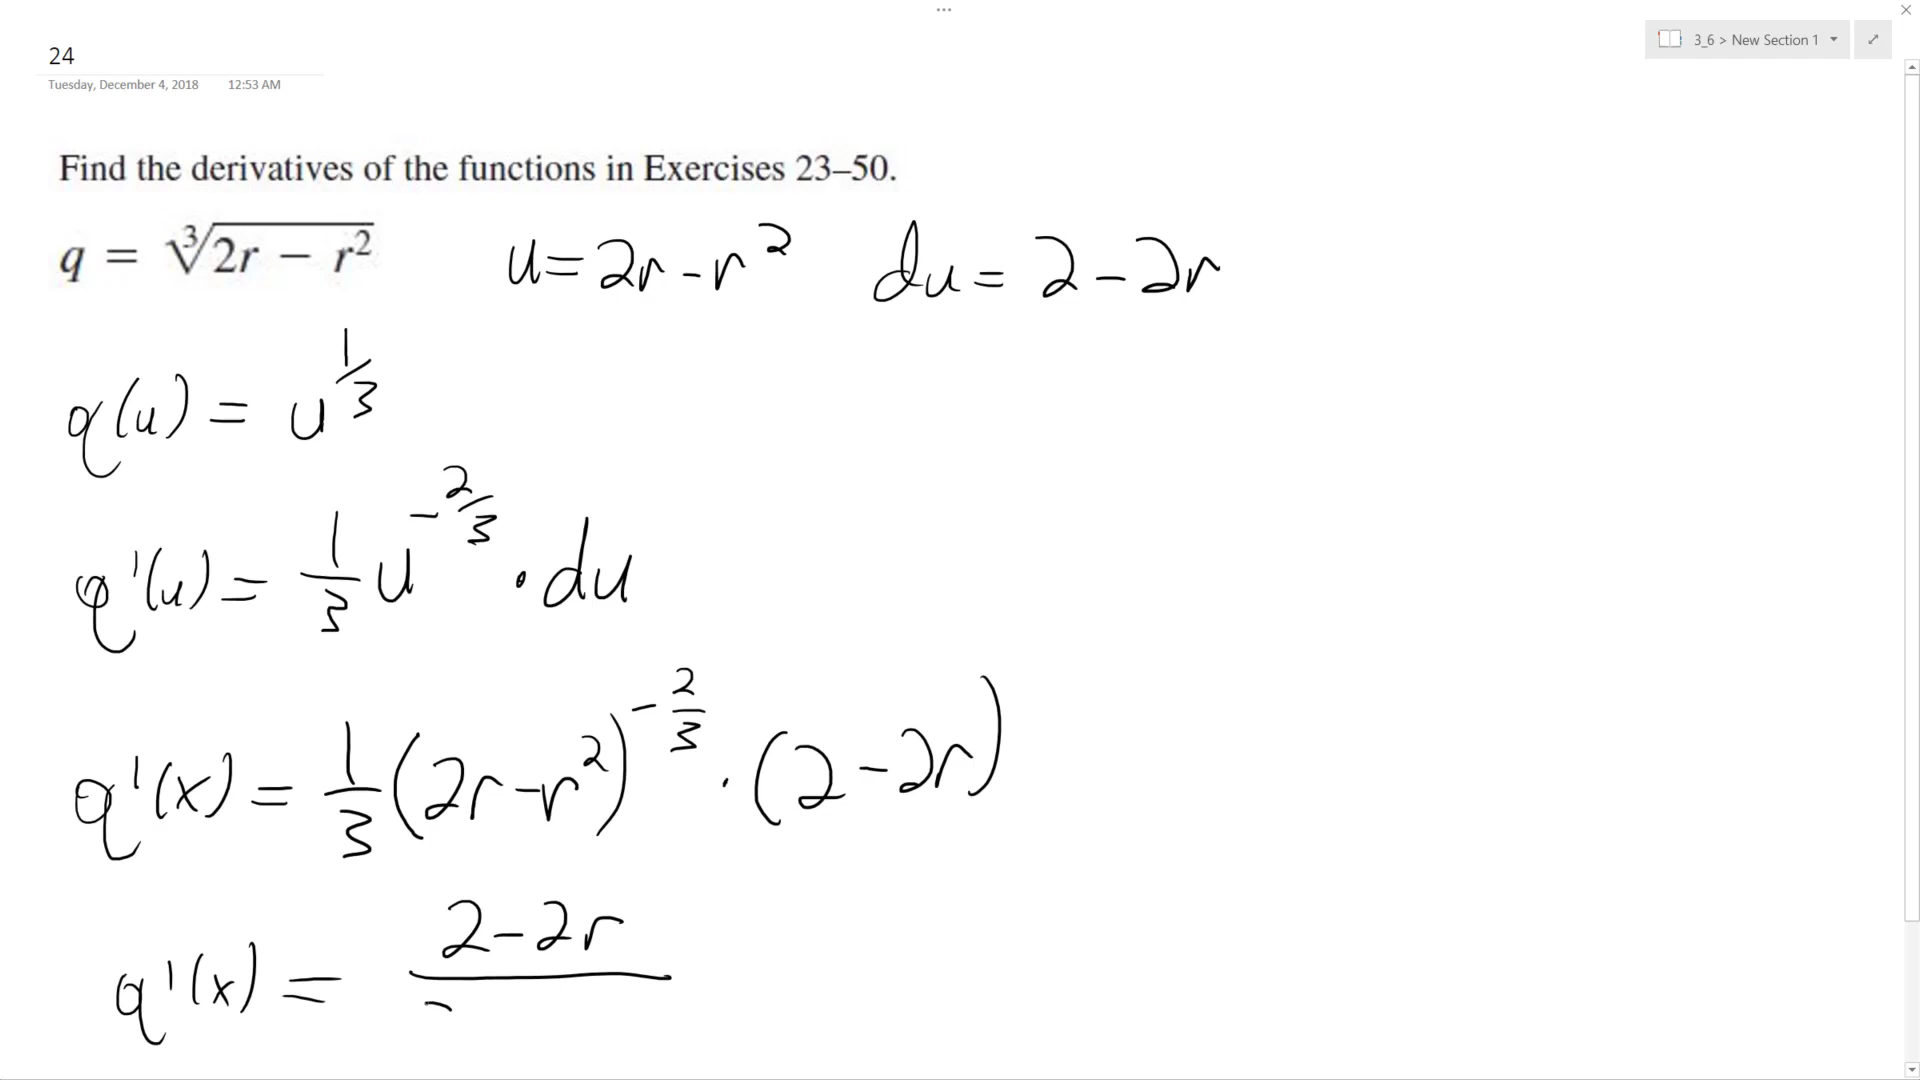 ...
3_6 > New Section 1
24
Tuesday, December 4, 2018 12:53 AM
Find the derivatives of the functions in Exercises 23–50.
q = ∛(2r − r²) u = 2r - r² du = 2 - 2r
q(u) = u^(1/3)
q'(u) = 1/3 u^(-2/3) · du
q'(x) = 1/3 (2r - r²)^(-2/3) · (2 - 2r)
q'(x) = (2 - 2r)/